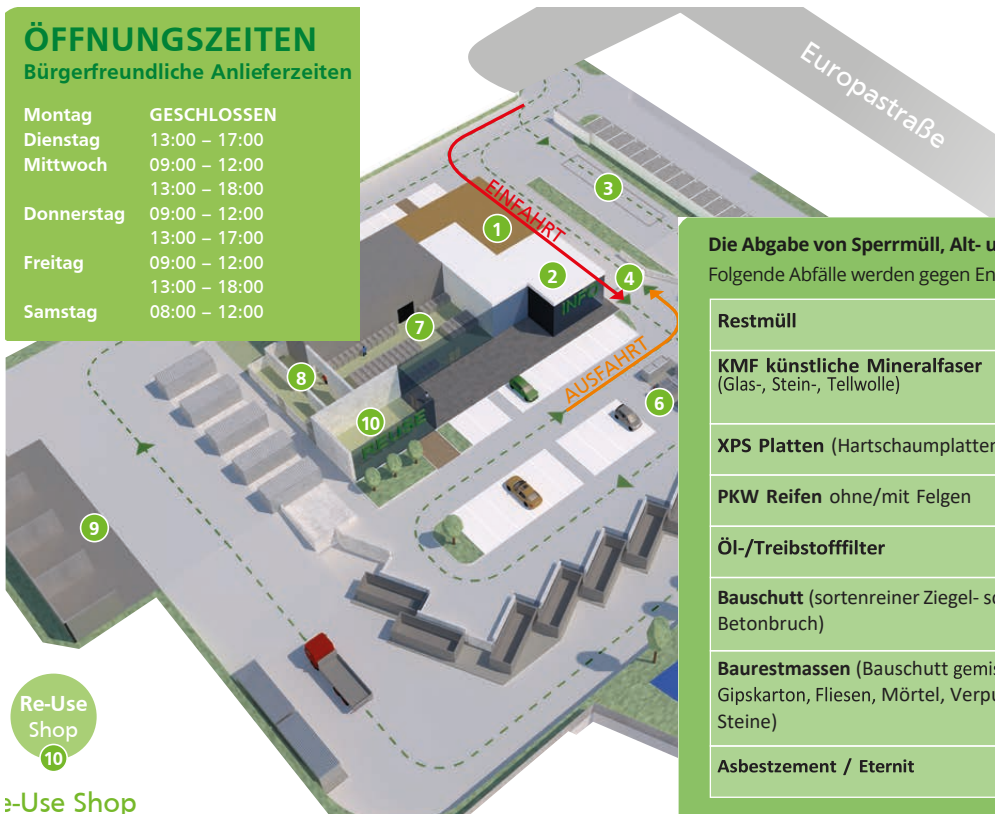 ÖFFNUNGSZEITEN
Bürgerfreundliche Anlieferzeiten
Montag GESCHLOSSEN
Dienstag 13:00 – 17:00
Mittwoch 09:00 – 12:00
13:00 – 18:00
Donnerstag 09:00 – 12:00
13:00 – 17:00
Freitag 09:00 – 12:00
13:00 – 18:00
Samstag 08:00 – 12:00
Europastraße
EINFAHRT
AUSFAHRT
INFO
RE-USE
1
2
3
4
6
7
8
9
10
Re-Use
Shop
10
e-Use Shop
Die Abgabe von Sperrmüll, Alt- u
Folgende Abfälle werden gegen En
Restmüll
KMF künstliche Mineralfaser
(Glas-, Stein-, Tellwolle)
XPS Platten (Hartschaumplatten
PKW Reifen ohne/mit Felgen
Öl-/Treibstofffilter
Bauschutt (sortenreiner Ziegel- so
Betonbruch)
Baurestmassen (Bauschutt gemis
Gipskarton, Fliesen, Mörtel, Verpu
Steine)
Asbestzement / Eternit